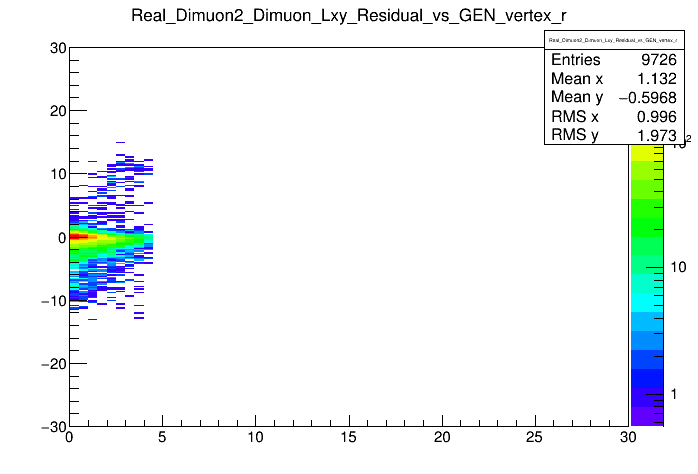 Real_Dimuon2_Dimuon_Lxy_Residual_vs_GEN_vertex_r
Real_Dimuon2_Dimuon_Lxy_Residual_vs_GEN_vertex_r
Entries 9726
Mean x 1.132
Mean y −0.5968
RMS x 0.996
RMS y 1.973
30
20
10
0
−10
−20
−30
0 5 10 15 20 25 30
10
1